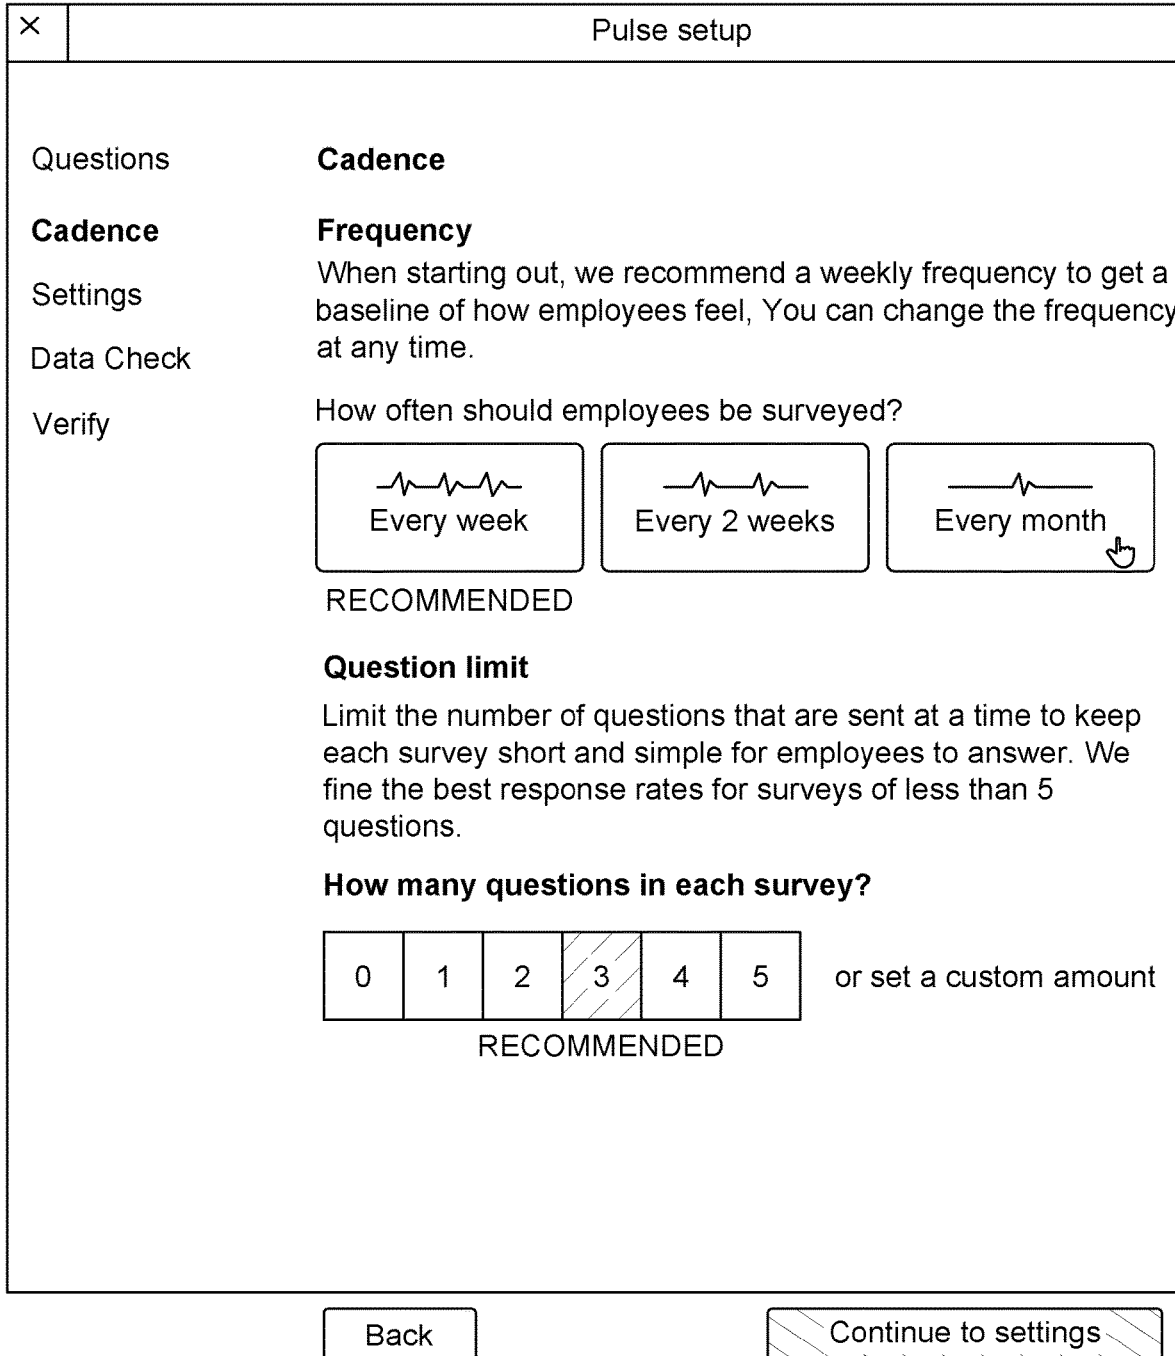 Pulse setup
Questions
Cadence
Settings
Data Check
Verify
Cadence
Frequency
When starting out, we recommend a weekly frequency to get a
baseline of how employees feel, You can change the frequency
at any time.
How often should employees be surveyed?
Every week
Every 2 weeks
Every month
RECOMMENDED
Question limit
Limit the number of questions that are sent at a time to keep
each survey short and simple for employees to answer. We
fine the best response rates for surveys of less than 5
questions.
How many questions in each survey?
0 1 2 3 4 5 or set a custom amount
RECOMMENDED
Back
Continue to settings